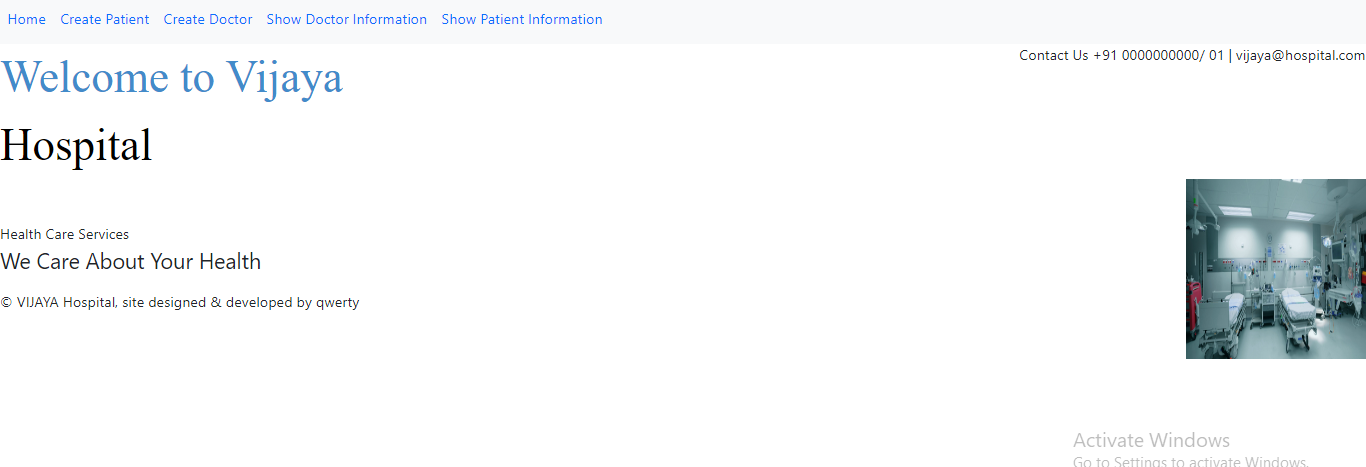 Home Create Patient Create Doctor Show Doctor Information Show Patient Information
Contact Us +91 0000000000/ 01 | vijaya@hospital.com
Welcome to Vijaya
Hospital
Health Care Services
We Care About Your Health
© VIJAYA Hospital, site designed & developed by qwerty
Activate Windows
Go to Settings to activate Windows.